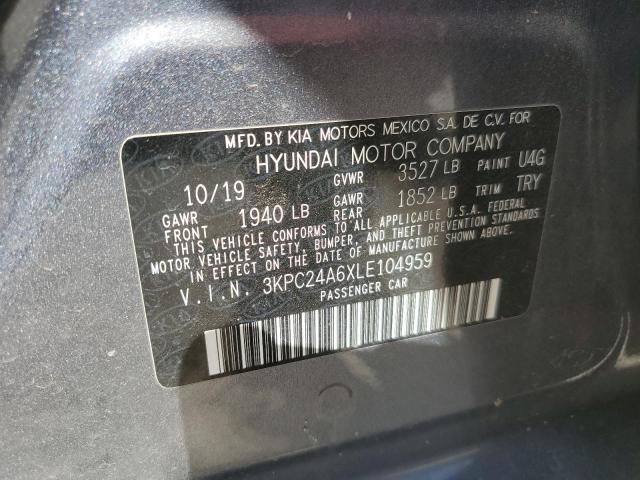 MFD. BY KIA MOTORS MEXICO S.A. DE C.V. FOR
HYUNDAI MOTOR COMPANY
10/19 GVWR 3527 LB PAINT U4G
GAWR FRONT 1940 LB GAWR REAR 1852 LB TRIM TRY
THIS VEHICLE CONFORMS TO ALL APPLICABLE U.S.A. FEDERAL
MOTOR VEHICLE SAFETY, BUMPER, AND THEFT PREVENTION STANDARDS
IN EFFECT ON THE DATE OF MANUFACTURE SHOWN ABOVE.
V.I.N. 3KPC24A6XLE104959
PASSENGER CAR